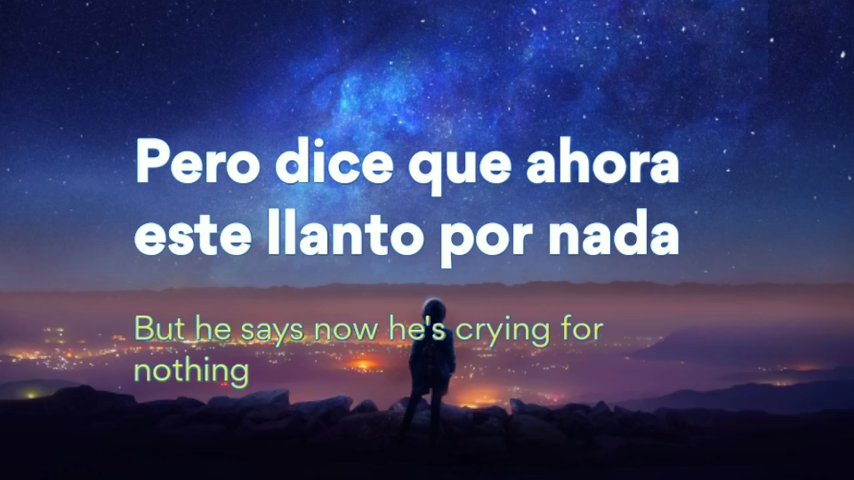 Pero dice que ahora
este llanto por nada
But he says now he's crying for
nothing